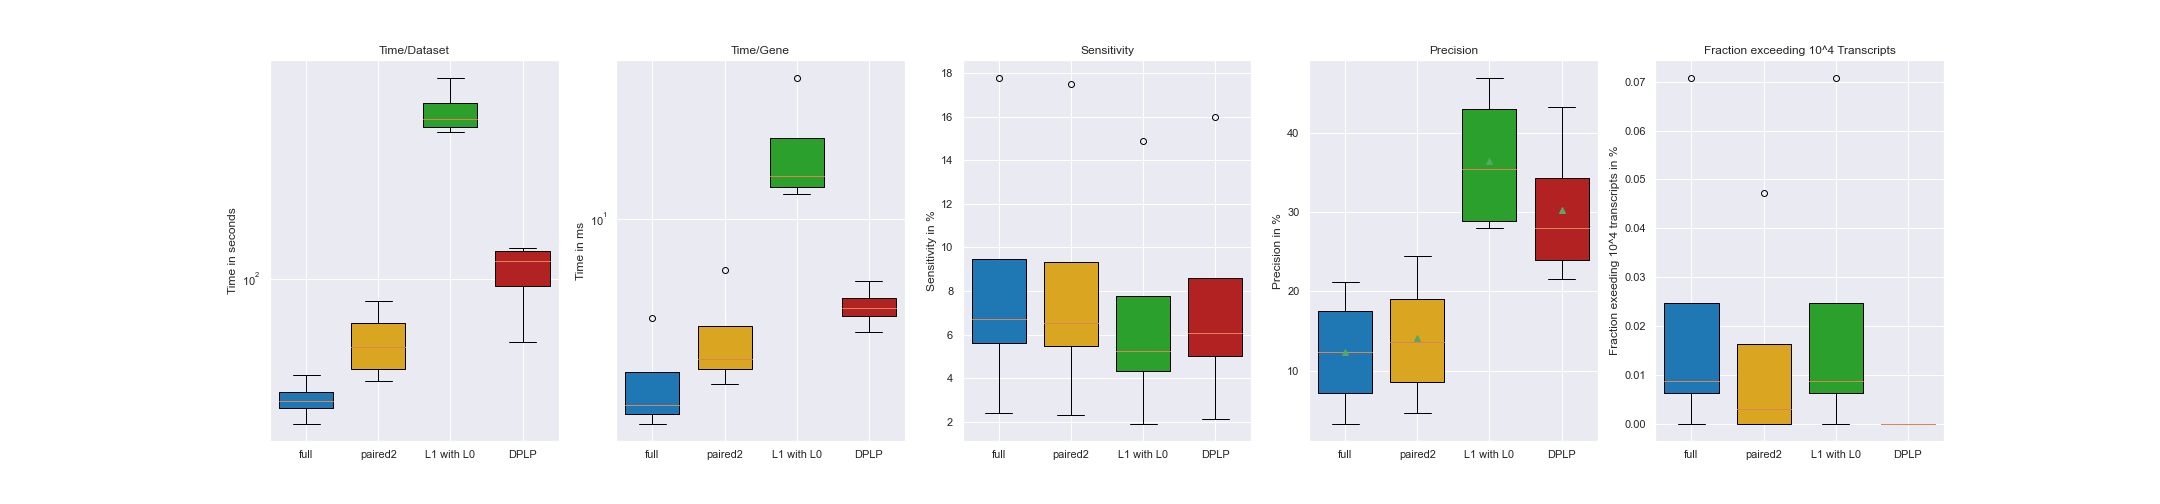 Time/Dataset
Time in seconds
10^2
full paired2 L1 with L0 DPLP
Time/Gene
Time in ms
10^1
full paired2 L1 with L0 DPLP
Sensitivity
Sensitivity in %
18
16
14
12
10
8
6
4
2
full paired2 L1 with L0 DPLP
Precision
Precision in %
40
30
20
10
full paired2 L1 with L0 DPLP
Fraction exceeding 10^4 Transcripts
Fraction exeeding 10^4 transcripts in %
0.07
0.06
0.05
0.04
0.03
0.02
0.01
0.00
full paired2 L1 with L0 DPLP